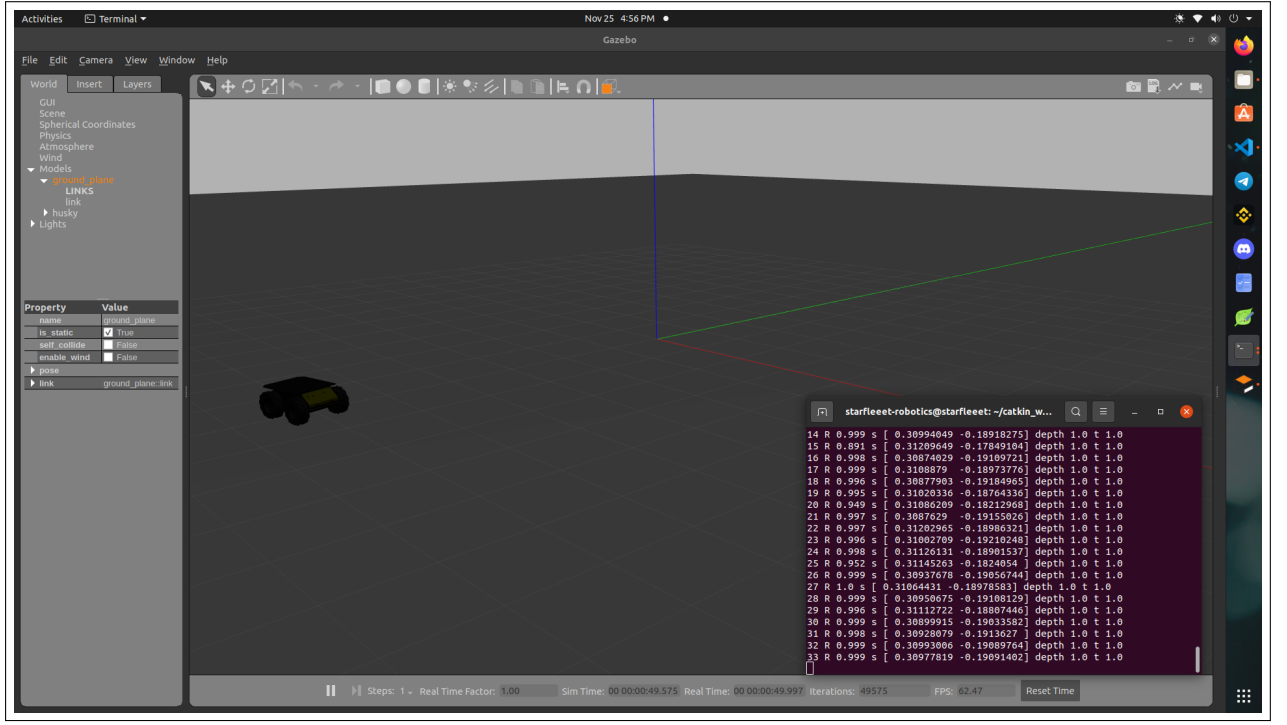 Activities Terminal Nov 25 4:56 PM
Gazebo
File Edit Camera View Window Help
World Insert Layers
GUI
Scene
Spherical Coordinates
Physics
Atmosphere
Wind
Models
ground_plane
LINKS
link
husky
Lights
Property Value
name ground_plane
is_static True
self_collide False
enable_wind False
pose
link ground_plane::link
starfleeet-robotics@starfleeet: ~/catkin_w...
14 R 0.999 s [ 0.30994049 -0.18918275] depth 1.0 t 1.0
15 R 0.891 s [ 0.31209649 -0.17849104] depth 1.0 t 1.0
16 R 0.998 s [ 0.30874029 -0.19109721] depth 1.0 t 1.0
17 R 0.999 s [ 0.3108879  -0.18973776] depth 1.0 t 1.0
18 R 0.996 s [ 0.30877903 -0.19184965] depth 1.0 t 1.0
19 R 0.995 s [ 0.31020336 -0.18764336] depth 1.0 t 1.0
20 R 0.949 s [ 0.31086209 -0.18212968] depth 1.0 t 1.0
21 R 0.997 s [ 0.3087629  -0.19155026] depth 1.0 t 1.0
22 R 0.997 s [ 0.31202965 -0.18986321] depth 1.0 t 1.0
23 R 0.996 s [ 0.31002709 -0.19210248] depth 1.0 t 1.0
24 R 0.998 s [ 0.31126131 -0.18901537] depth 1.0 t 1.0
25 R 0.952 s [ 0.31145263 -0.1824054 ] depth 1.0 t 1.0
26 R 0.999 s [ 0.30937678 -0.19056744] depth 1.0 t 1.0
27 R 1.0 s [ 0.31064431 -0.18978583] depth 1.0 t 1.0
28 R 0.999 s [ 0.30950675 -0.19108129] depth 1.0 t 1.0
29 R 0.996 s [ 0.31112722 -0.18807446] depth 1.0 t 1.0
30 R 0.999 s [ 0.30899915 -0.19033582] depth 1.0 t 1.0
31 R 0.998 s [ 0.30928079 -0.1913627 ] depth 1.0 t 1.0
32 R 0.999 s [ 0.30993006 -0.19089764] depth 1.0 t 1.0
33 R 0.999 s [ 0.30977819 -0.19091402] depth 1.0 t 1.0
Steps: 1 Real Time Factor: 1.00 Sim Time: 00 00:00:49.575 Real Time: 00 00:00:49.997 Iterations: 49575 FPS: 62.47 Reset Time